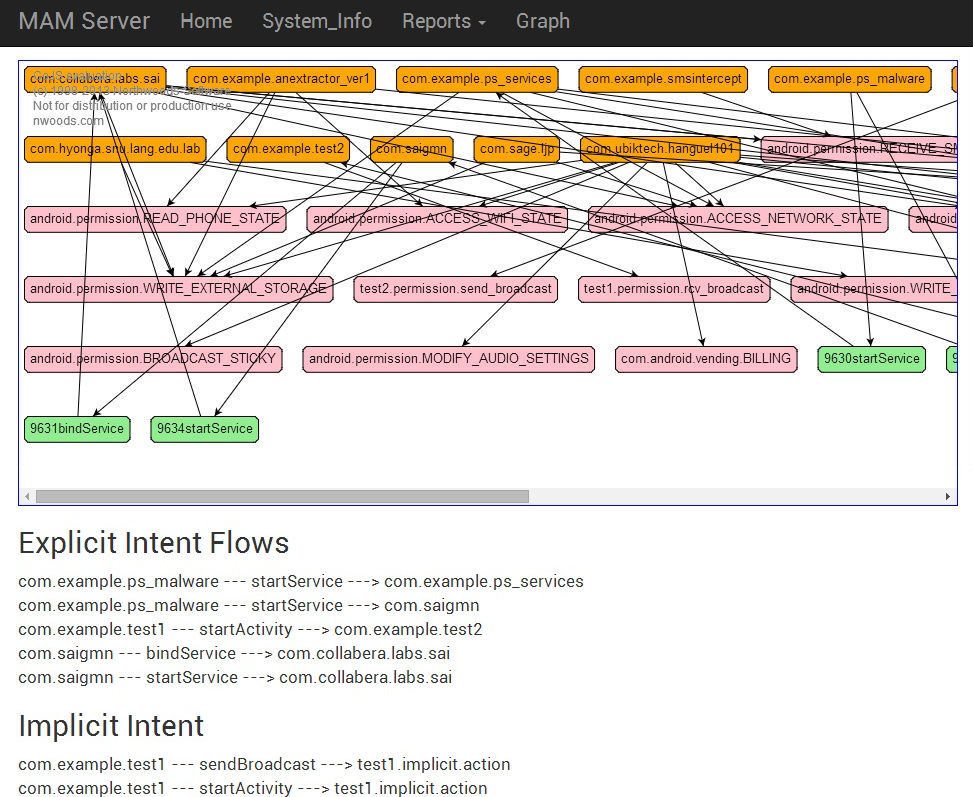 MAM Server Home System_Info Reports Graph
com.collabera.labs.sai com.example.anextractor_ver1 com.example.ps_services com.example.smsintercept com.example.ps_malware
(c) 1998-2013 Northwoods Software
Not for distribution or production use
nwoods.com
com.hyonga.snu.lang.edu.lab com.example.test2 com.saigmn com.sage.ljp com.ubiktech.hanguel101 android.permission.RECEIVE_SM
android.permission.READ_PHONE_STATE android.permission.ACCESS_WIFI_STATE android.permission.ACCESS_NETWORK_STATE android
android.permission.WRITE_EXTERNAL_STORAGE test2.permission.send_broadcast test1.permission.rcv_broadcast android.permission.WRITE_
android.permission.BROADCAST_STICKY android.permission.MODIFY_AUDIO_SETTINGS com.android.vending.BILLING 9630startService 9
9631bindService 9634startService
Explicit Intent Flows
com.example.ps_malware --- startService ---> com.example.ps_services
com.example.ps_malware --- startService ---> com.saigmn
com.example.test1 --- startActivity ---> com.example.test2
com.saigmn --- bindService ---> com.collabera.labs.sai
com.saigmn --- startService ---> com.collabera.labs.sai
Implicit Intent
com.example.test1 --- sendBroadcast ---> test1.implicit.action
com.example.test1 --- startActivity ---> test1.implicit.action